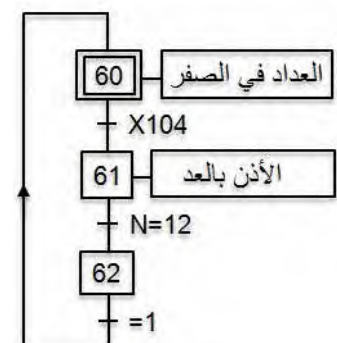 60 العداد في الصفر
X104
61 الأذن بالعد
N=12
62
=1